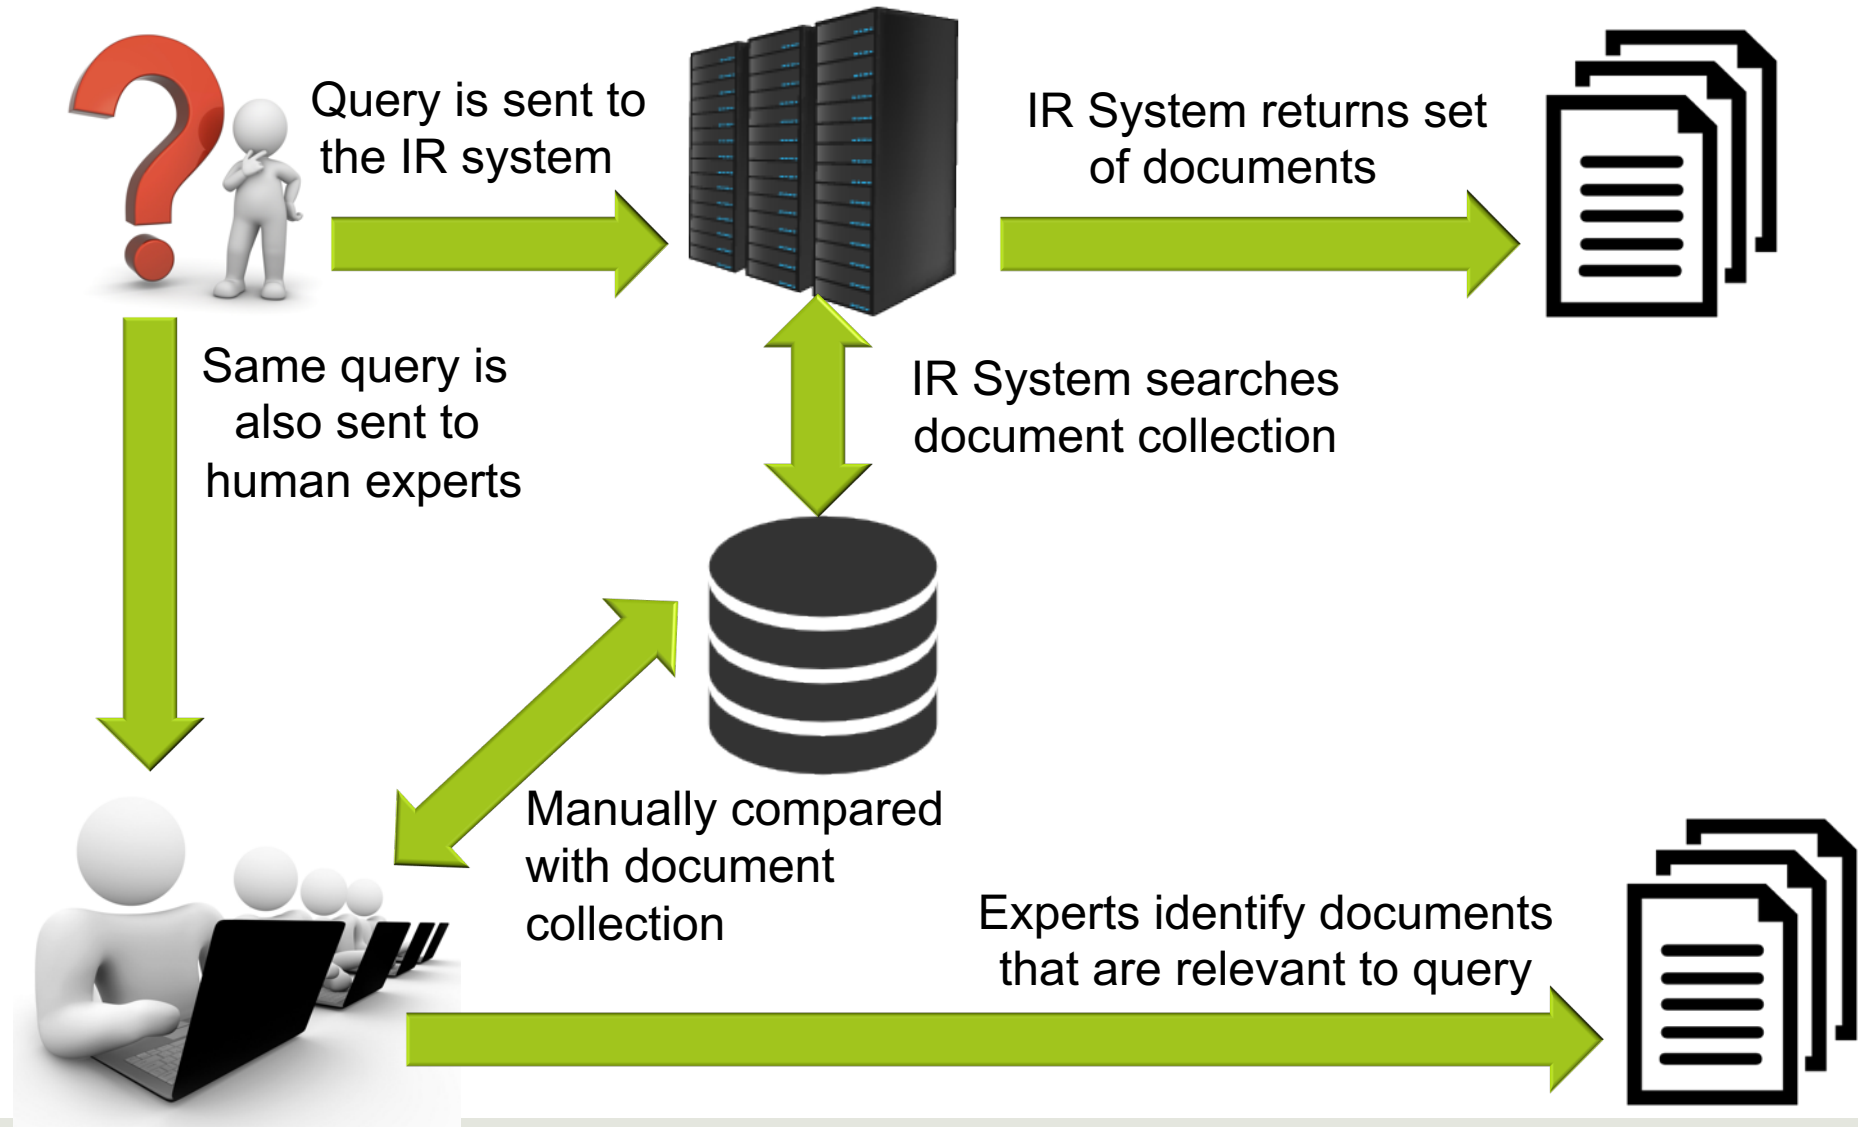 Query is sent to
the IR system
IR System returns set
of documents
Same query is
also sent to
human experts
IR System searches
document collection
Manually compared
with document
collection
Experts identify documents
that are relevant to query